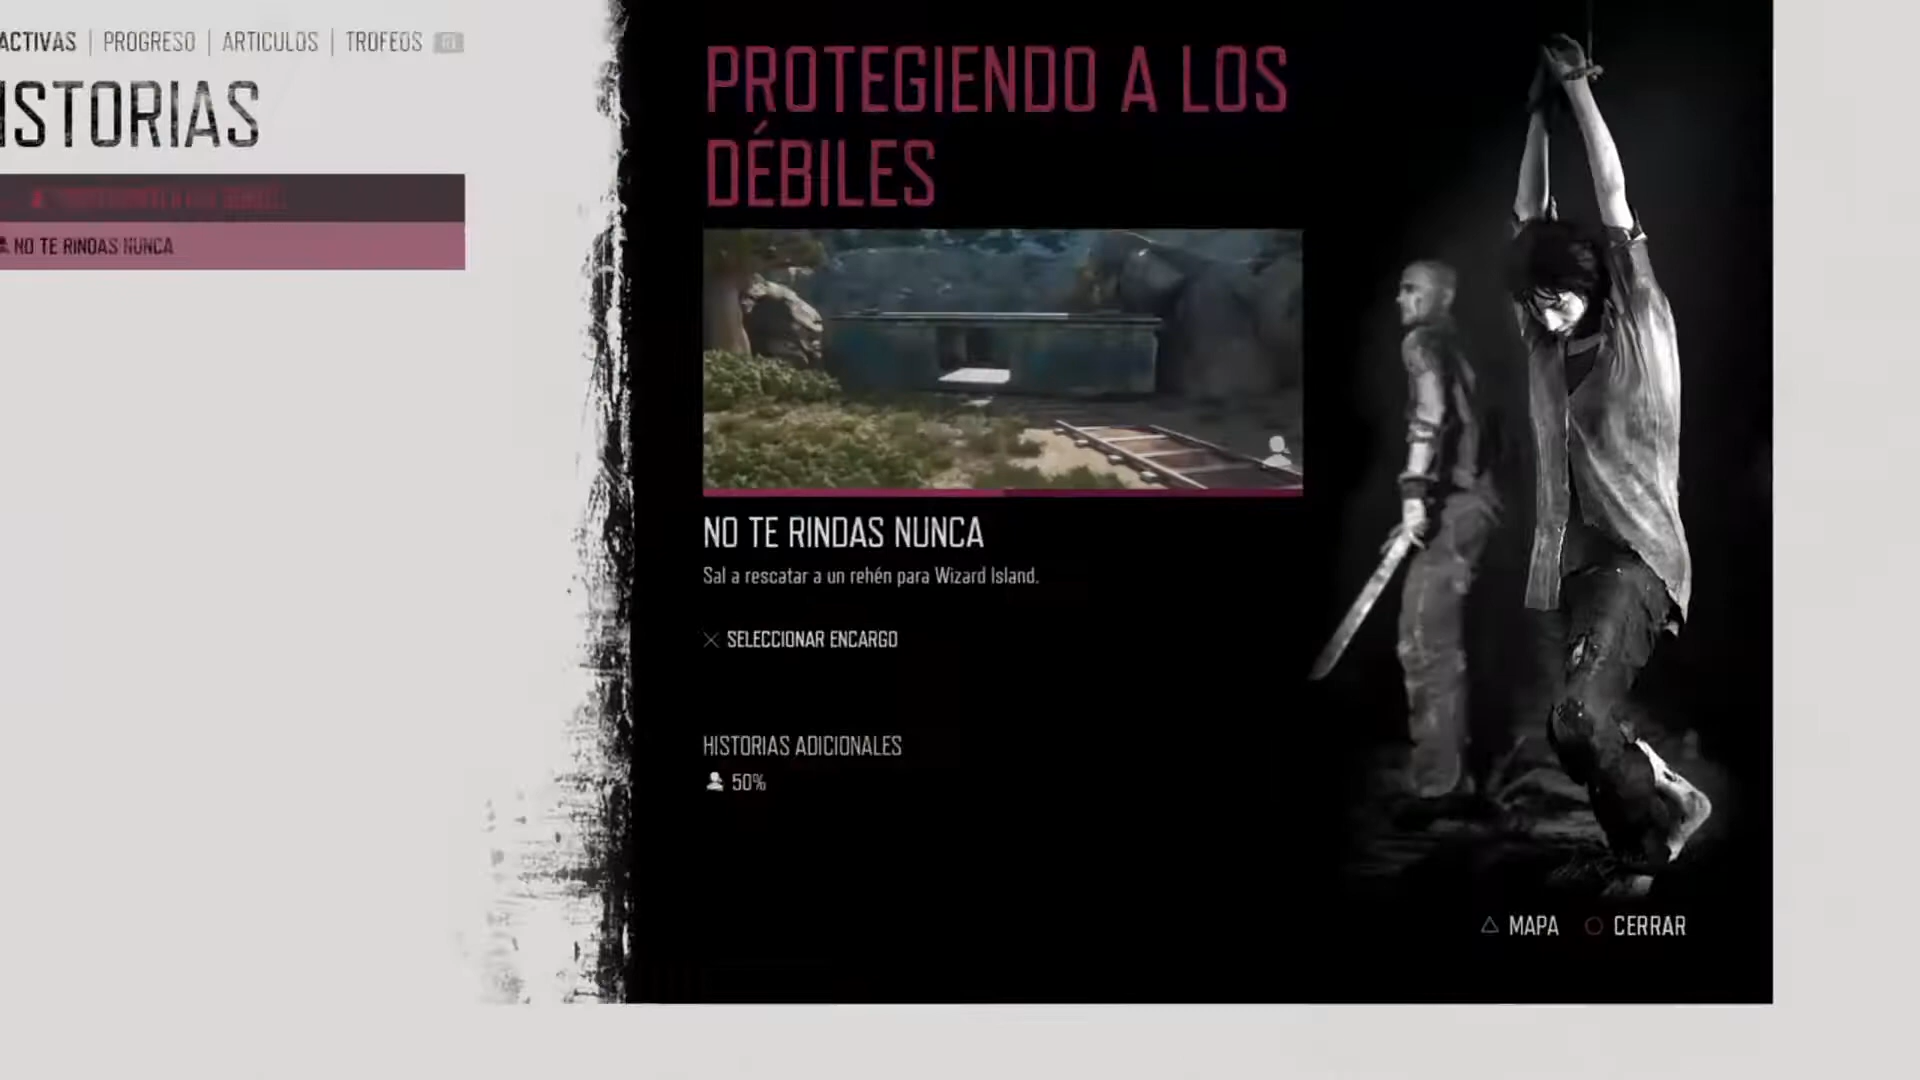 ACTIVAS | PROGRESO | ARTICULOS | TROFEOS R1
ISTORIAS
NO TE RINDAS NUNCA
PROTEGIENDO A LOS
DÉBILES
NO TE RINDAS NUNCA
Sal a rescatar a un rehén para Wizard Island.
SELECCIONAR ENCARGO
HISTORIAS ADICIONALES
50%
MAPA CERRAR